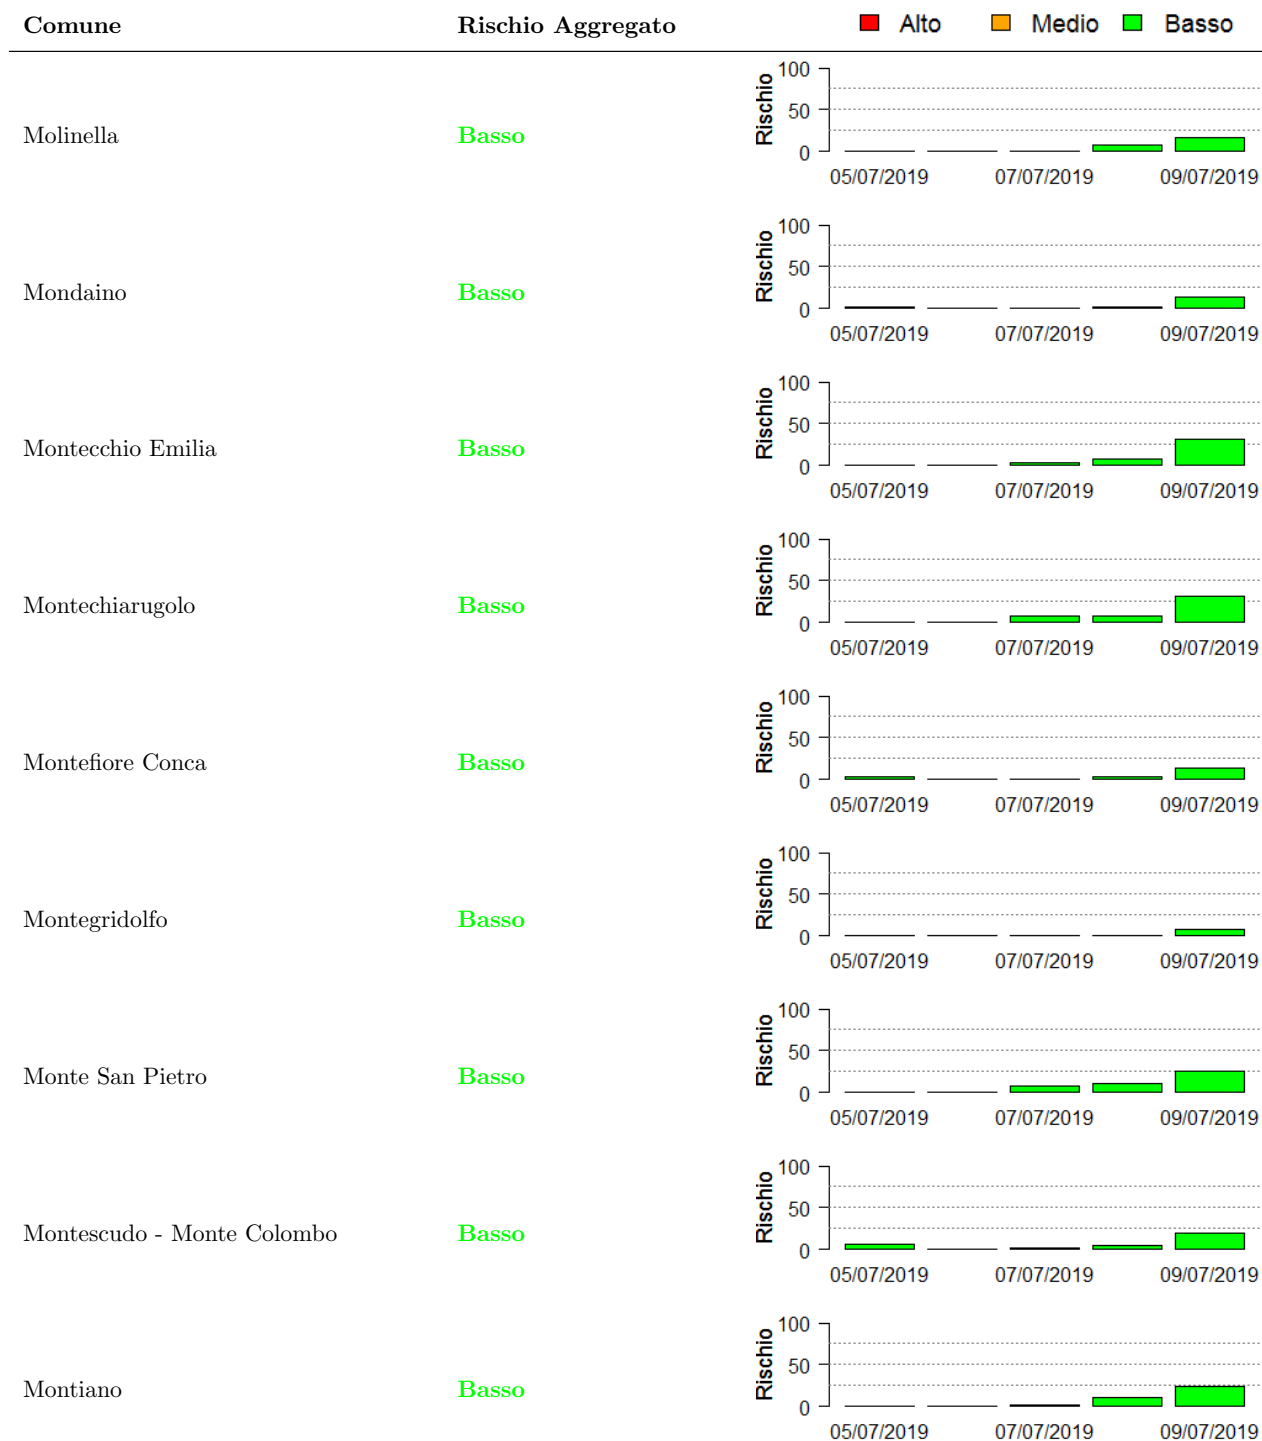 Comune Rischio Aggregato Alto Medio Basso
100
50
0
Rischio
Molinella Basso
05/07/2019 07/07/2019 09/07/2019
100
50
0
Rischio
Mondaino Basso
05/07/2019 07/07/2019 09/07/2019
100
50
0
Rischio
Montecchio Emilia Basso
05/07/2019 07/07/2019 09/07/2019
100
50
0
Rischio
Montechiarugolo Basso
05/07/2019 07/07/2019 09/07/2019
100
50
0
Rischio
Montefiore Conca Basso
05/07/2019 07/07/2019 09/07/2019
100
50
0
Rischio
Montegridolfo Basso
05/07/2019 07/07/2019 09/07/2019
100
50
0
Rischio
Monte San Pietro Basso
05/07/2019 07/07/2019 09/07/2019
100
50
0
Rischio
Montescudo - Monte Colombo Basso
05/07/2019 07/07/2019 09/07/2019
100
50
0
Rischio
Montiano Basso
05/07/2019 07/07/2019 09/07/2019